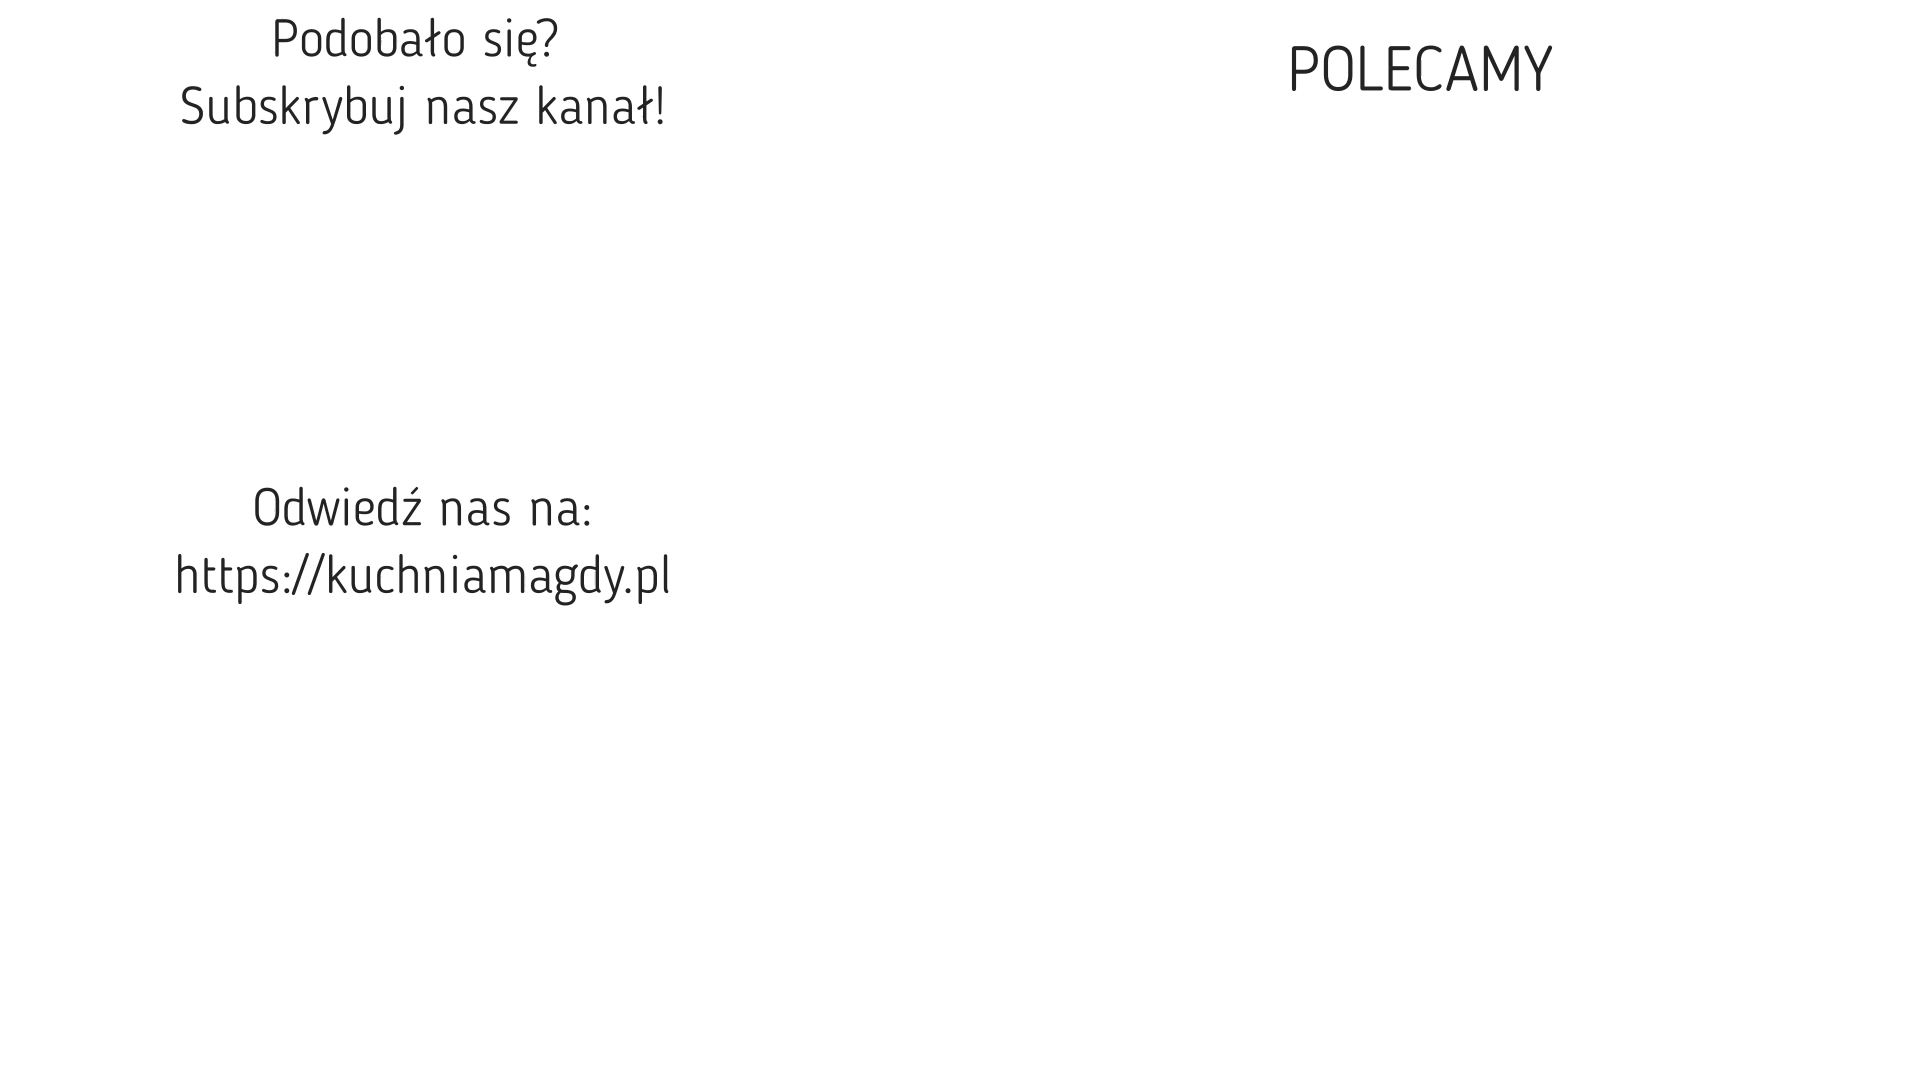 Podobało się?
Subskrybuj nasz kanał!
POLECAMY
Odwiedź nas na:
https://kuchniamagdy.pl